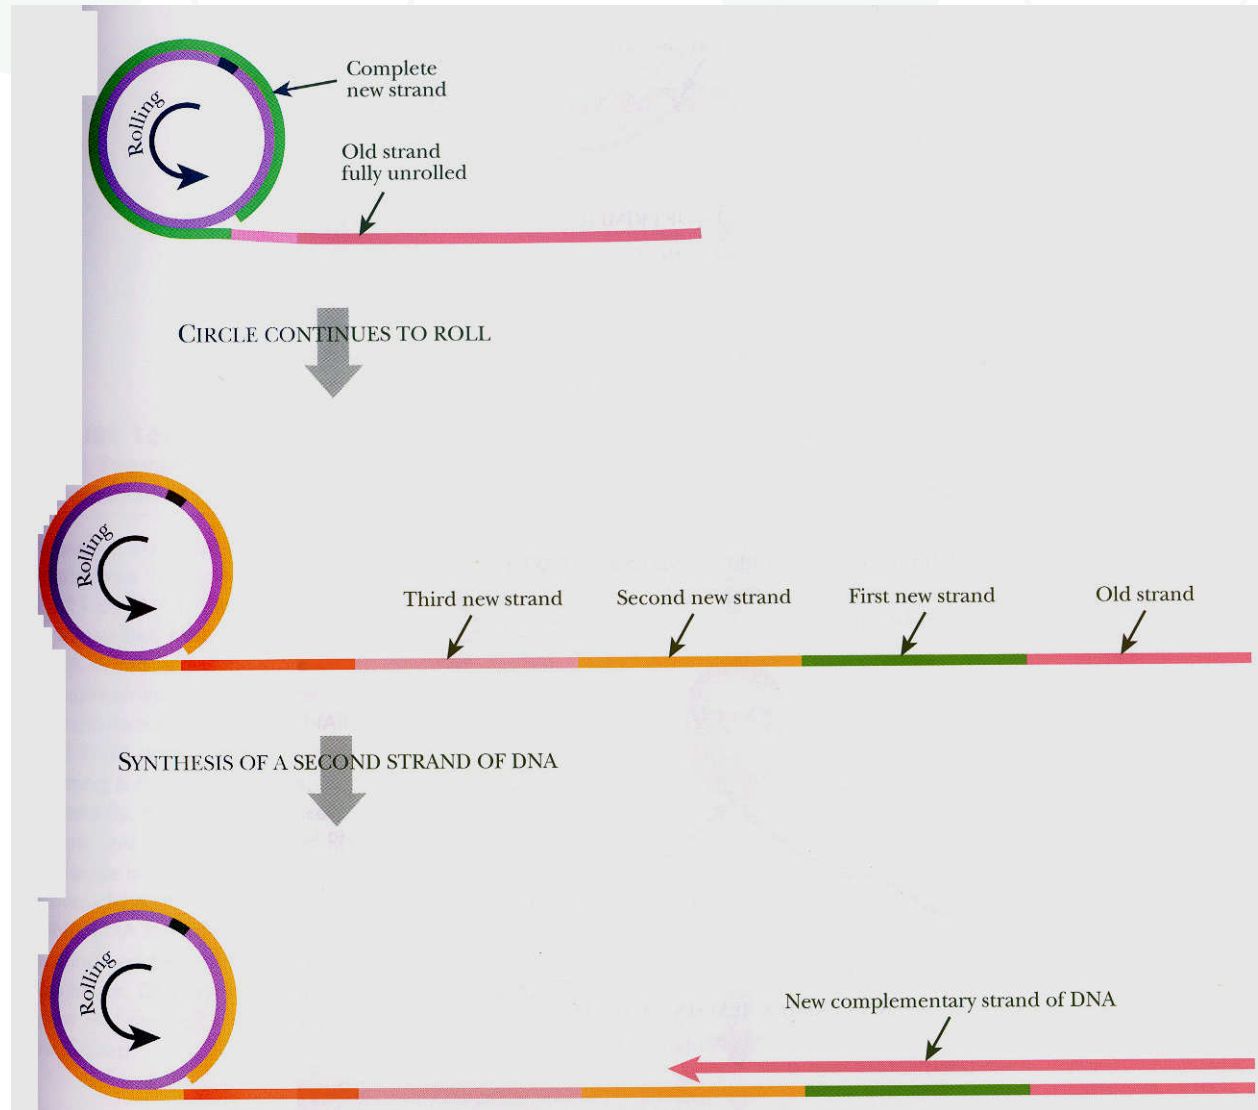 Complete
new strand
Rolling
Old strand
fully unrolled
CIRCLE CONTINUES TO ROLL
Rolling
Third new strand
Second new strand
First new strand
Old strand
SYNTHESIS OF A SECOND STRAND OF DNA
Rolling
New complementary strand of DNA